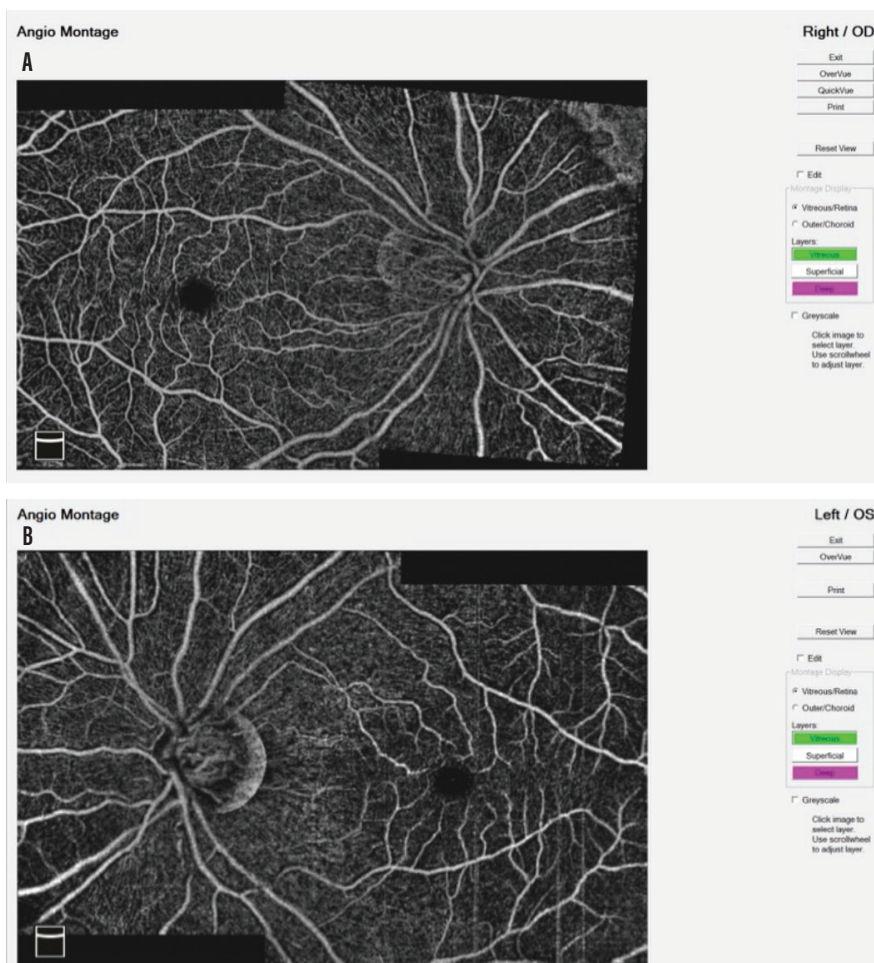 Angio Montage
Right / OD
A
Exit
OverVue
QuickVue
Print
Reset View
Edit
Montage Display
Vitreous/Retina
Outer/Choroid
Layers:
Vitreous
Superficial
Deep
Greyscale
Click image to
select layer.
Use scrollwheel
to adjust layer.
Angio Montage
Left / OS
B
Exit
OverVue
Print
Reset View
Edit
Montage Display
Vitreous/Retina
Outer/Choroid
Layers:
Vitreous
Superficial
Deep
Greyscale
Click image to
select layer.
Use scrollwheel
to adjust layer.